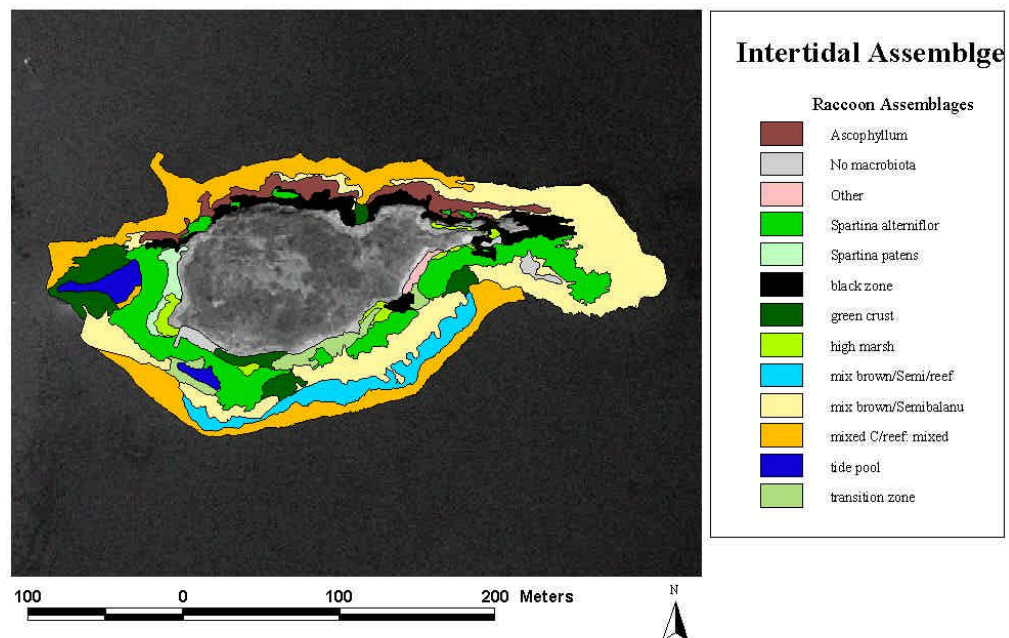 Intertidal Assemblge
Raccoon Assemblages
Ascophyllum
No macrobiota
Other
Spartina alterniflor
Spartina patens
black zone
green crust
high marsh
mix brown/Semi/reef
mix brown/Semibalanu
mixed C/reef: mixed
tide pool
transition zone
100 0 100 200 Meters
N